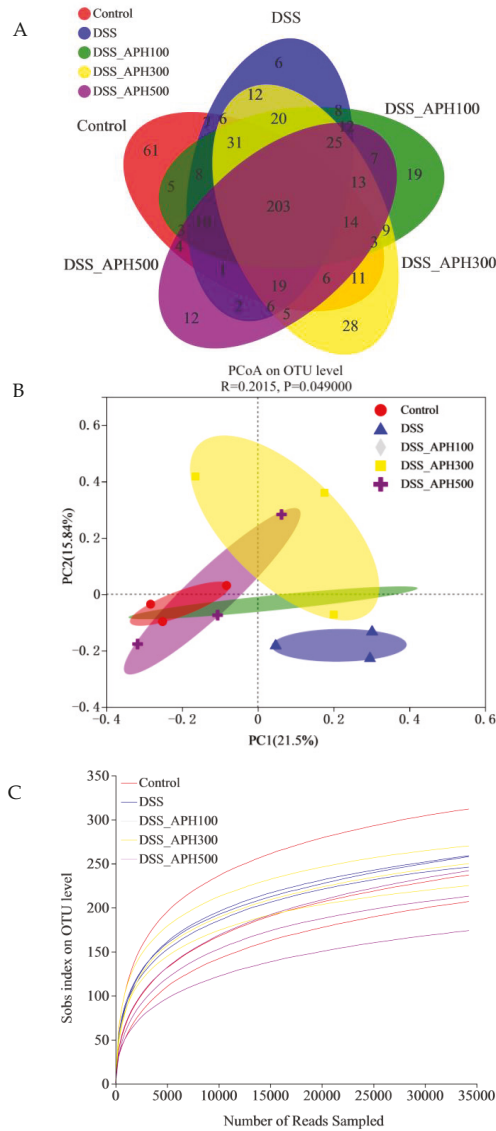 A
Control
DSS
DSS_APH100
DSS_APH300
DSS_APH500
DSS
Control
DSS_APH100
DSS_APH300
DSS_APH500
6
12
20
8
12
6
31
25
7
61
5
8
13
19
203
14
9
3
4
1
19
6
11
3
2
6
5
12
28
B
PCoA on OTU level
R=0.2015, P=0.049000
Control
DSS
DSS_APH100
DSS_APH300
DSS_APH500
PC2(15.84%)
0.6
0.4
0.2
0
−0.2
−0.4
−0.4
−0.2
0
0.2
0.4
0.6
PC1(21.5%)
C
Control
DSS
DSS_APH100
DSS_APH300
DSS_APH500
Sobs index on OTU level
350
300
250
200
150
100
50
0
0
5000
10000
15000
20000
25000
30000
35000
Number of Reads Sampled